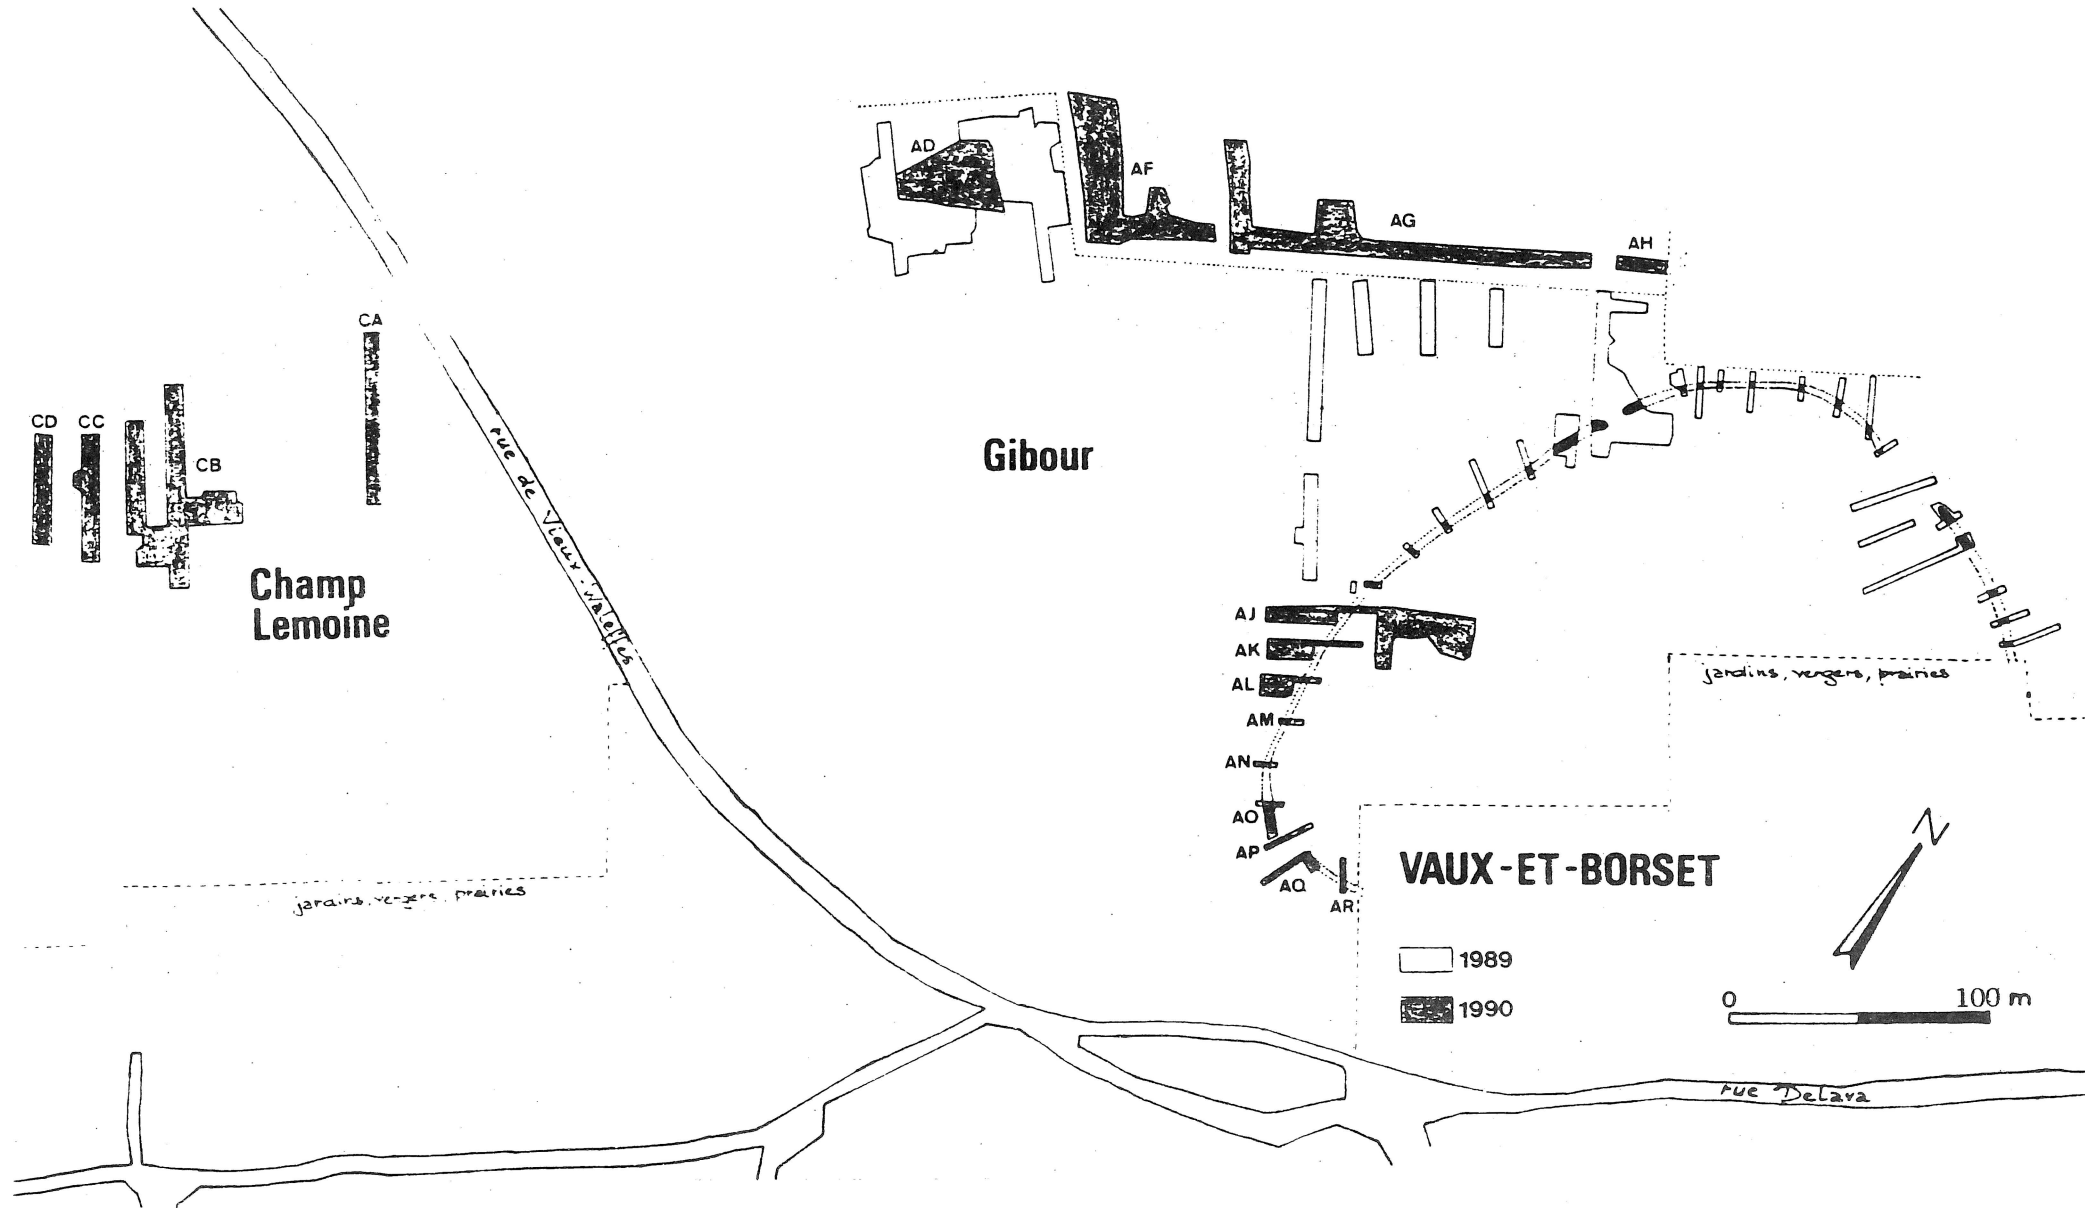 AD
AF
AG
AH
CA
CD
CC
CB
rue de Vieux-Waleffes
Gibour
Champ
Lemoine
AJ
AK
AL
AM
AN
AO
AP
AQ
AR
jardins, vergers, prairies
jardins, vergers, prairies
VAUX-ET-BORSET
1989
1990
N
0 100 m
rue Delava